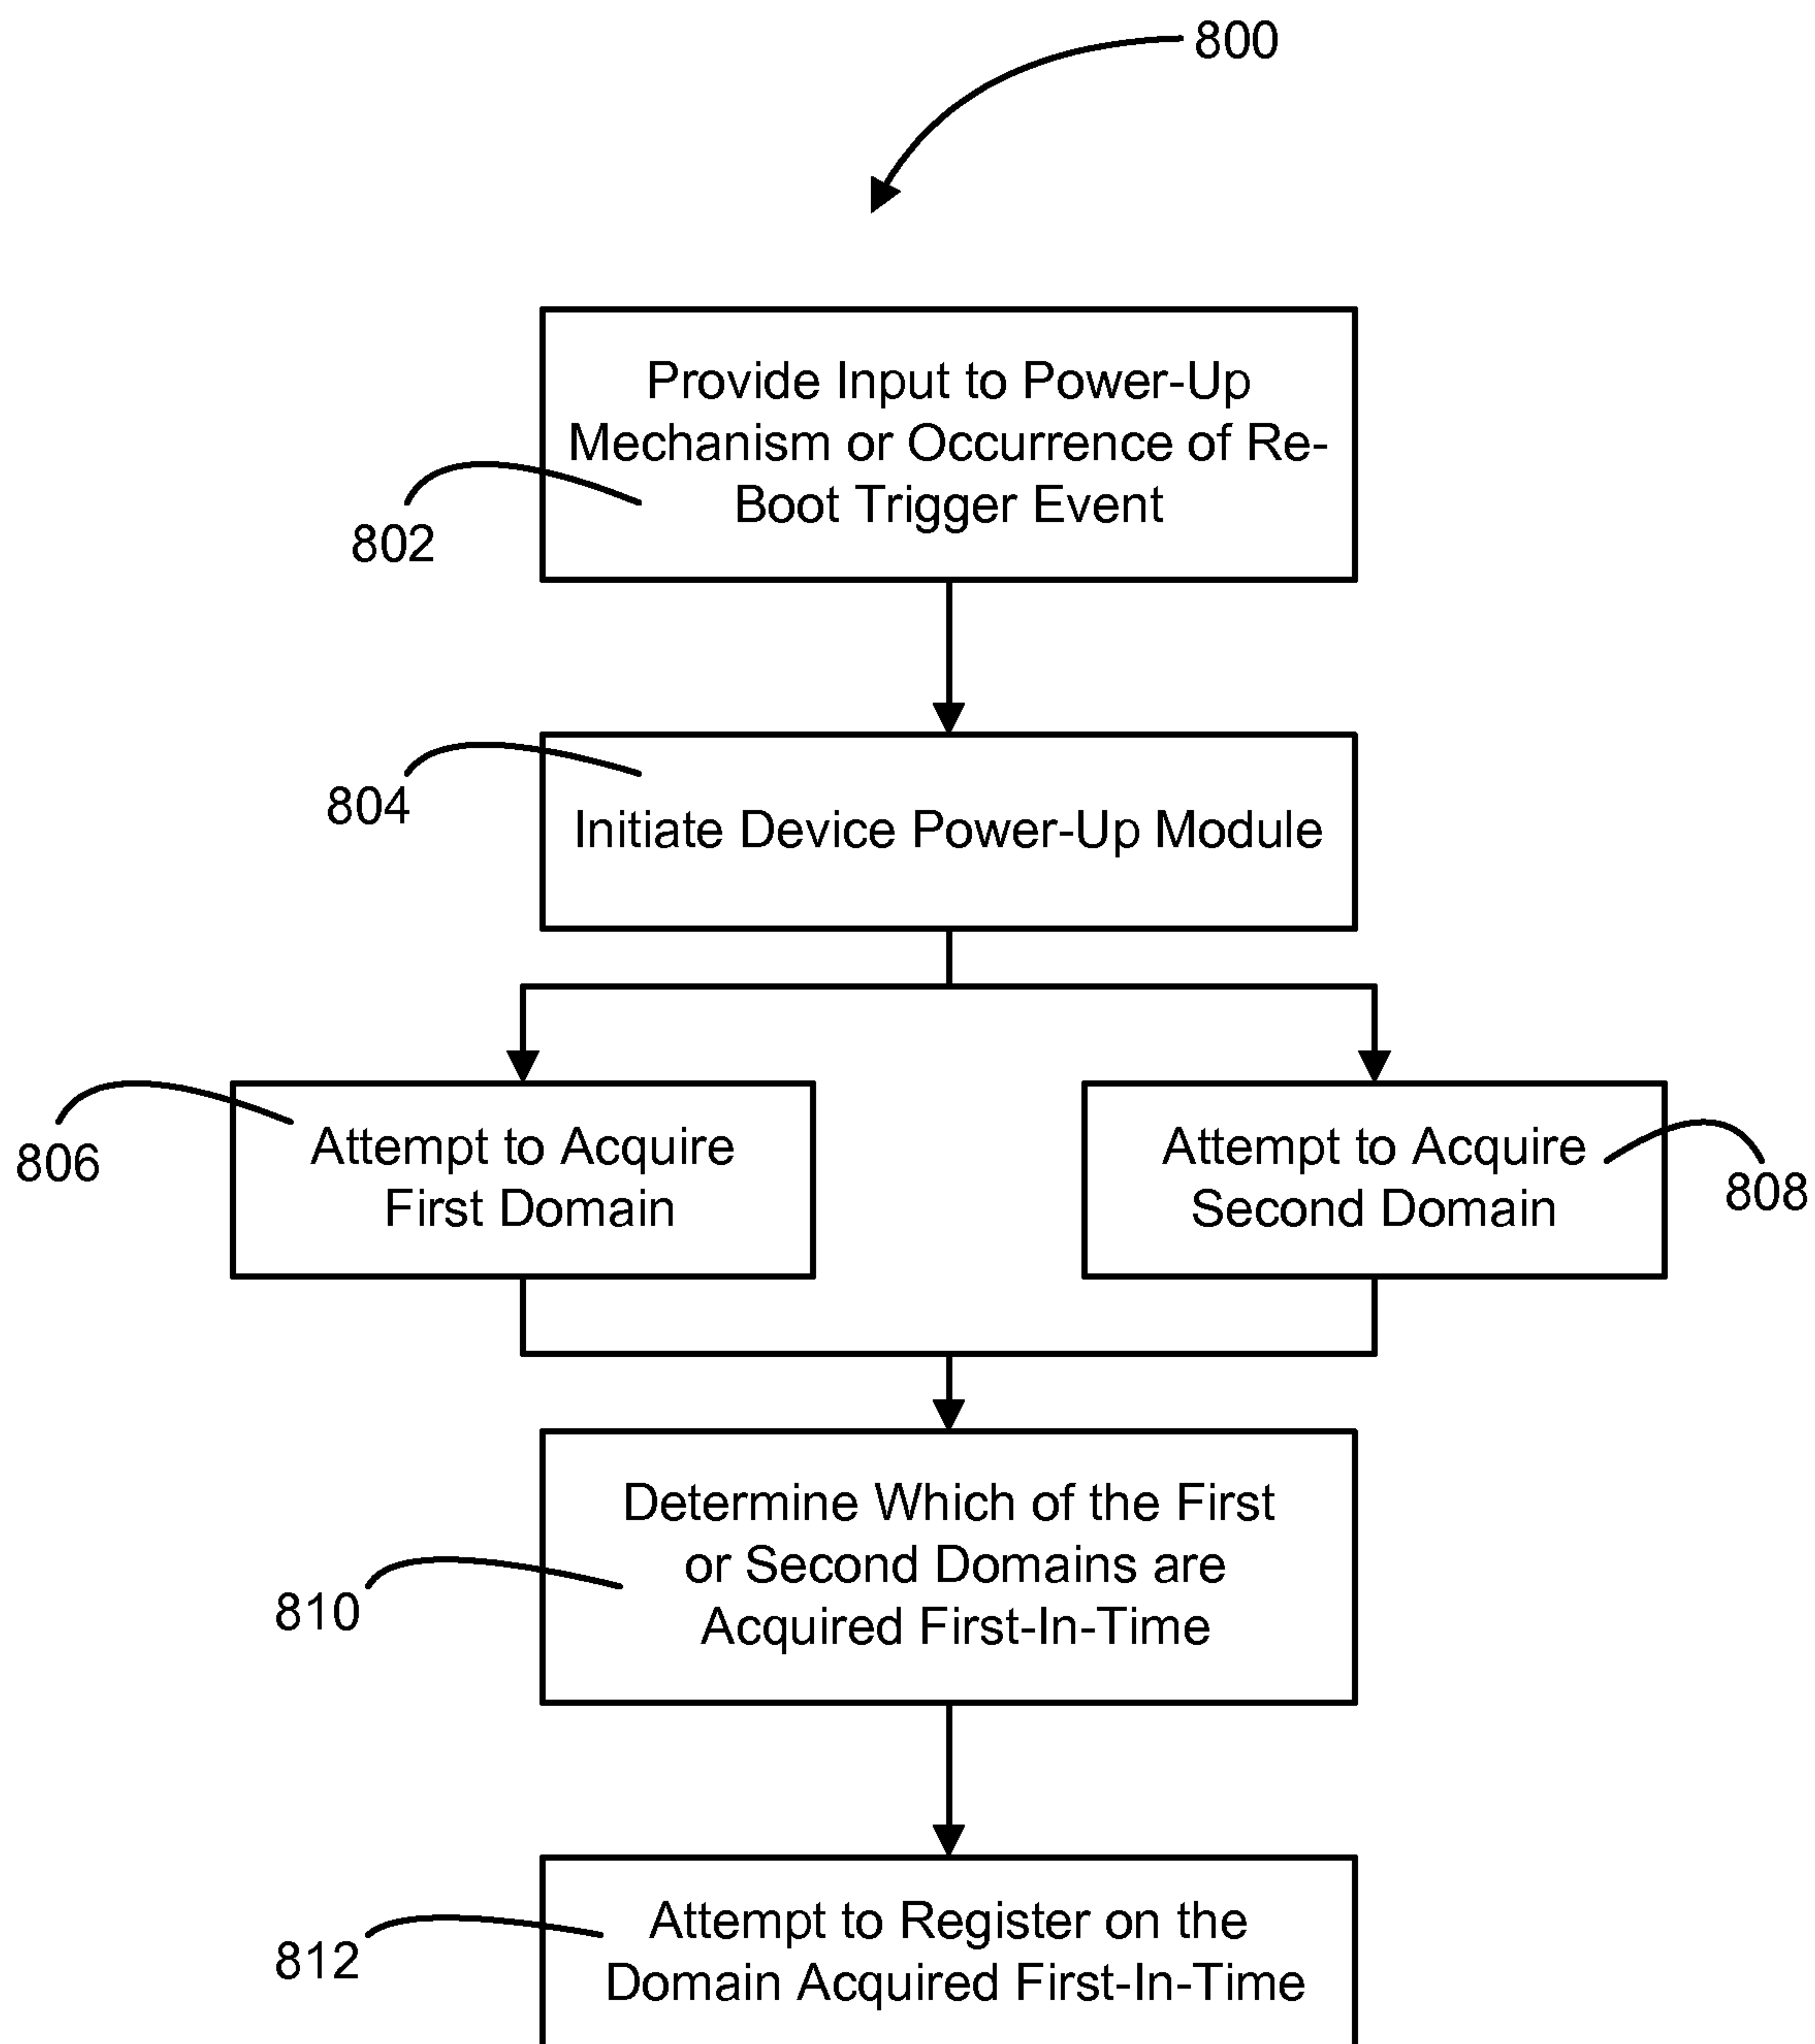 800
Provide Input to Power-Up
Mechanism or Occurrence of Re-
Boot Trigger Event
802
804
Initiate Device Power-Up Module
806
Attempt to Acquire
First Domain
Attempt to Acquire
Second Domain
808
Determine Which of the First
or Second Domains are
Acquired First-In-Time
810
Attempt to Register on the
Domain Acquired First-In-Time
812